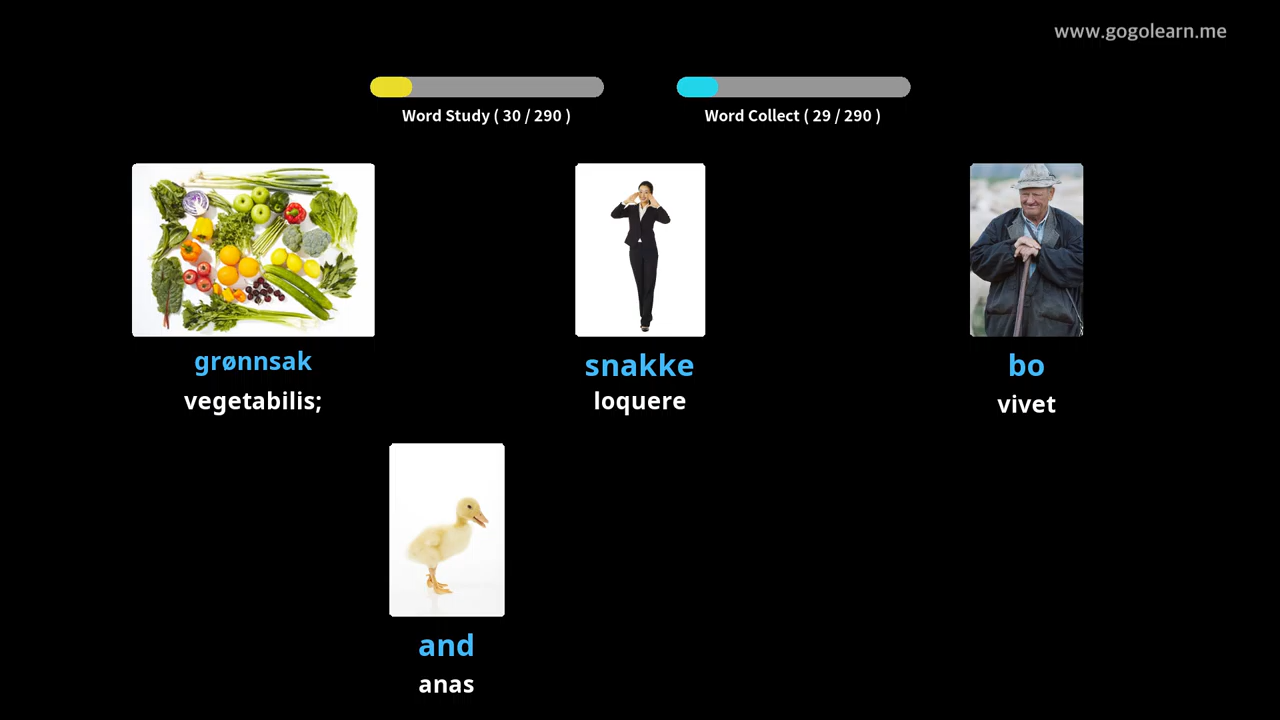 www.gogolearn.me
Word Study ( 30 / 290 )
Word Collect ( 29 / 290 )
grønnsak
vegetabilis;
snakke
loquere
bo
vivet
and
anas